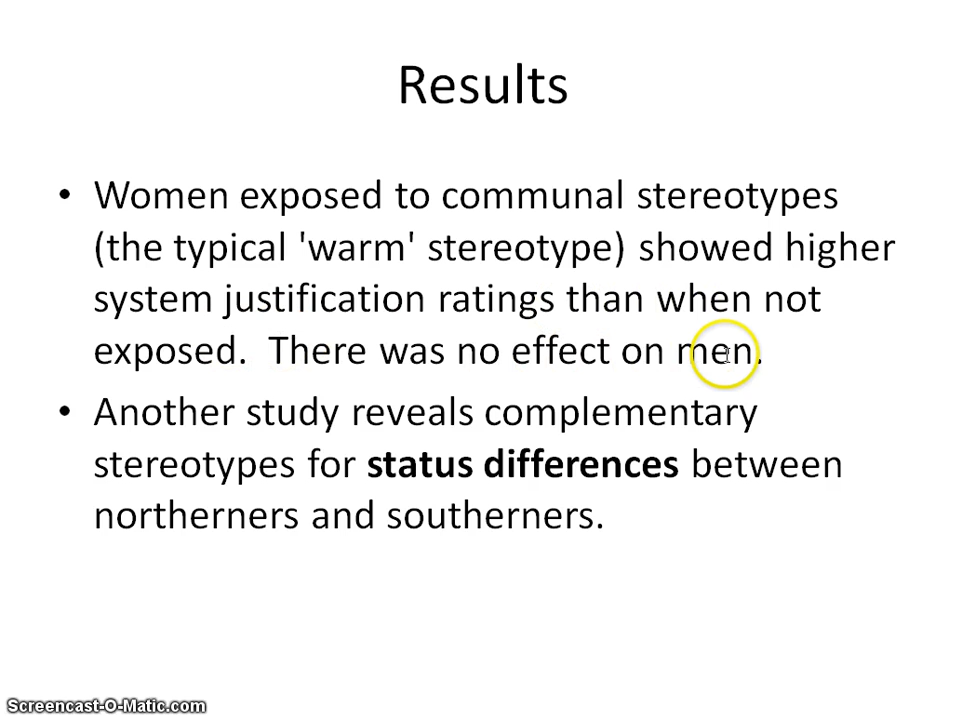 Results
• Women exposed to communal stereotypes
(the typical 'warm' stereotype) showed higher
system justification ratings than when not
exposed.  There was no effect on men.
• Another study reveals complementary
stereotypes for status differences between
northerners and southerners.
Screencast-O-Matic.com